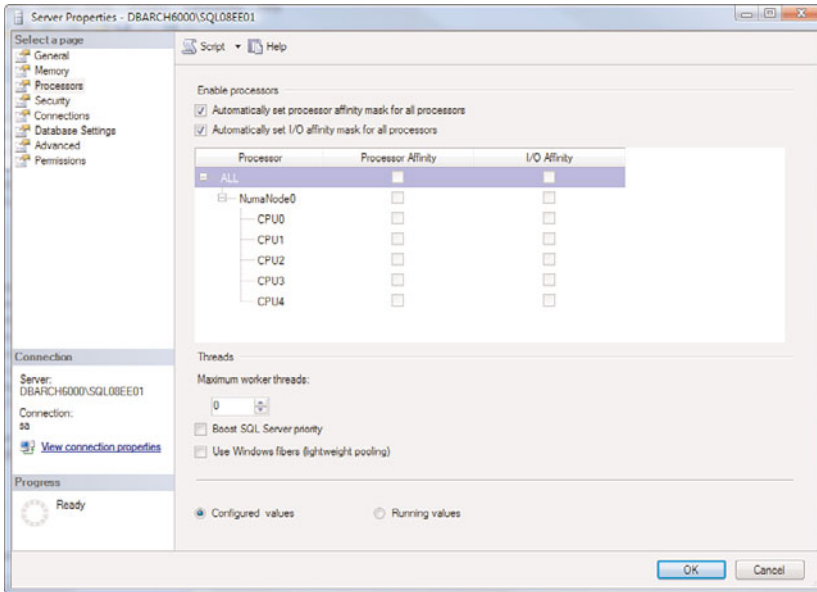 Server Properties - DBARCH6000\SQL08EE01
Select a page
General
Memory
Processors
Security
Connections
Database Settings
Advanced
Permissions
Script
Help
Enable processors
Automatically set processor affinity mask for all processors
Automatically set I/O affinity mask for all processors
Processor Processor Affinity I/O Affinity
ALL
NumaNode0
CPU0
CPU1
CPU2
CPU3
CPU4
Threads
Maximum worker threads:
0
Boost SQL Server priority
Use Windows fibers (lightweight pooling)
Configured values
Running values
Connection
Server:
DBARCH6000\SQL08EE01
Connection:
sa
View connection properties
Progress
Ready
OK
Cancel